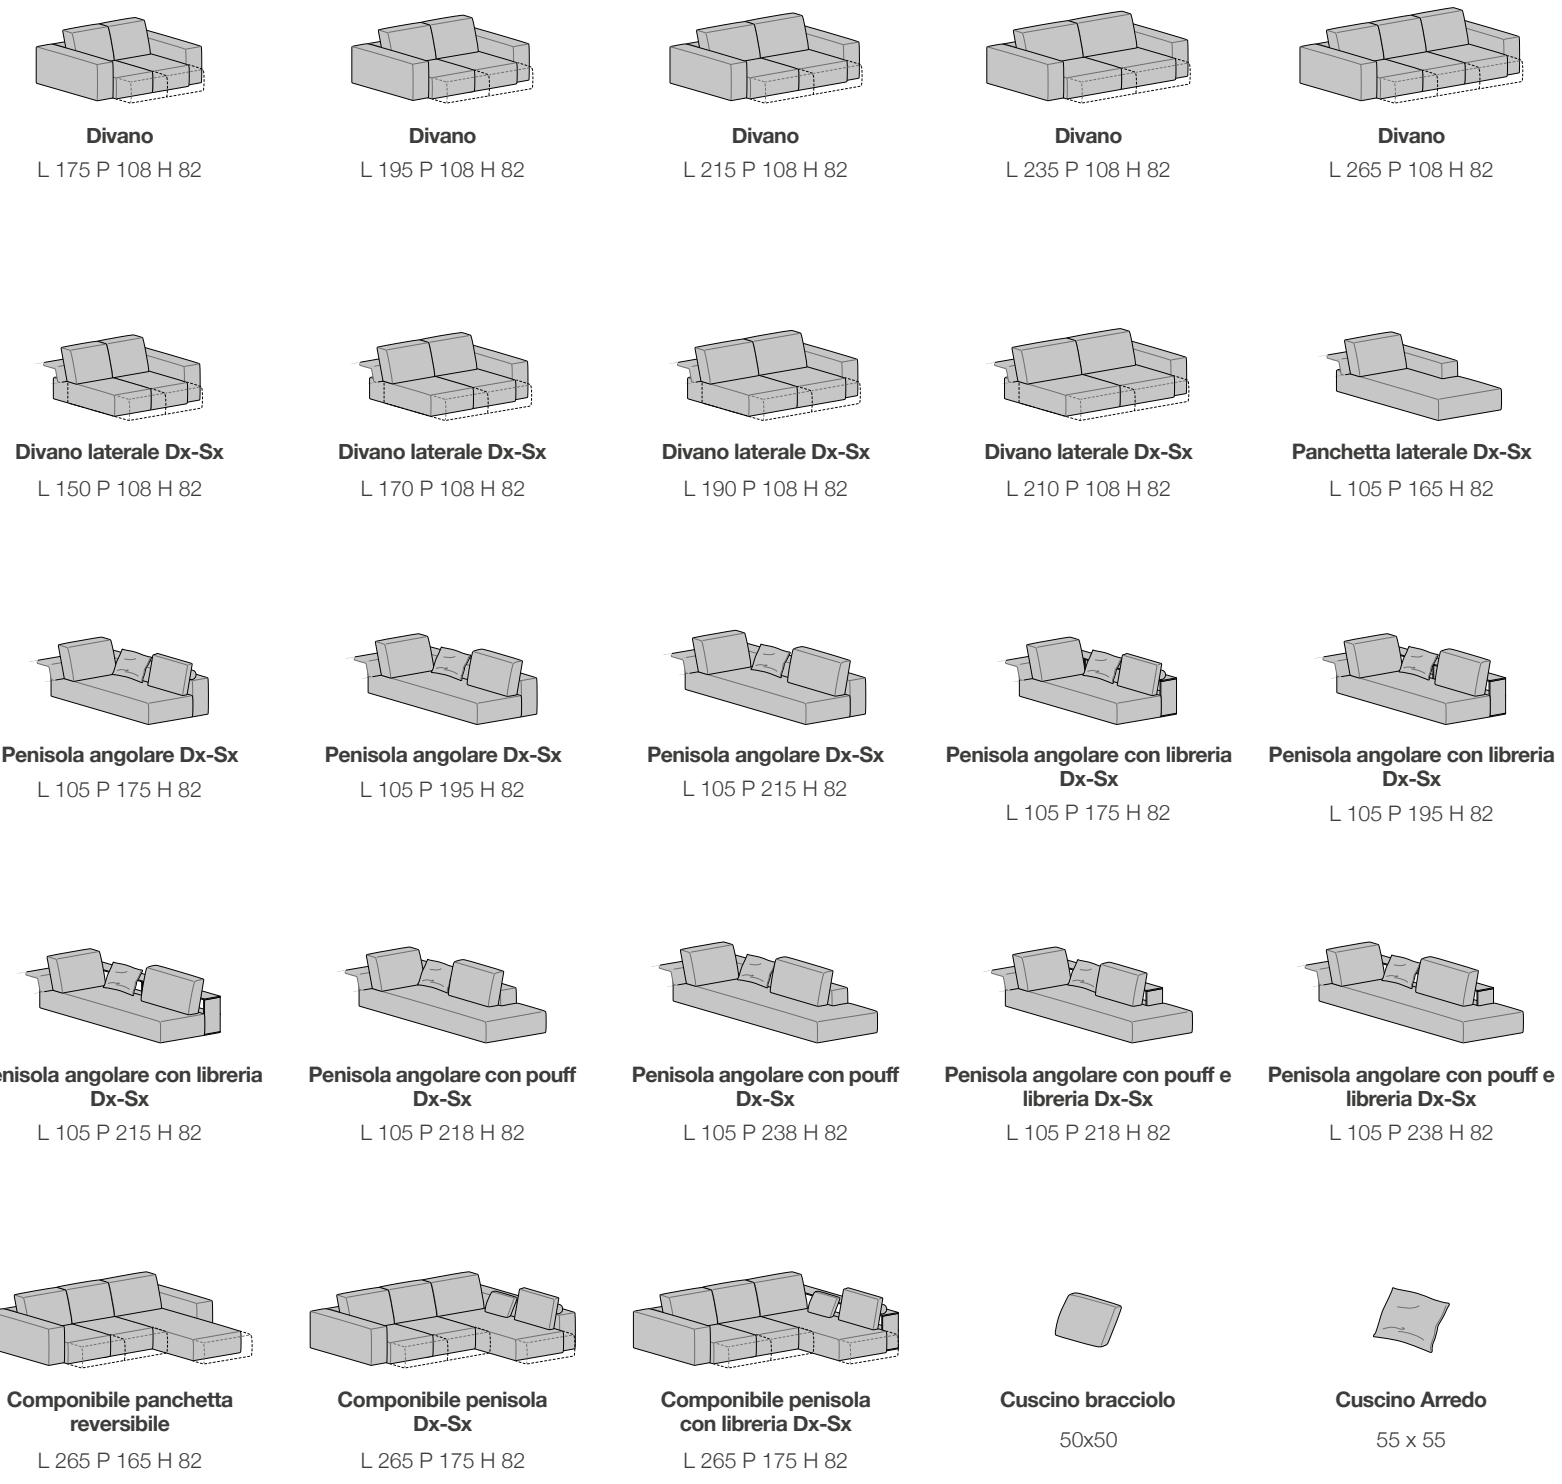 Divano
L 175 P 108 H 82
Divano
L 195 P 108 H 82
Divano
L 215 P 108 H 82
Divano
L 235 P 108 H 82
Divano
L 265 P 108 H 82
Divano laterale Dx-Sx
L 150 P 108 H 82
Divano laterale Dx-Sx
L 170 P 108 H 82
Divano laterale Dx-Sx
L 190 P 108 H 82
Divano laterale Dx-Sx
L 210 P 108 H 82
Panchetta laterale Dx-Sx
L 105 P 165 H 82
Penisola angolare Dx-Sx
L 105 P 175 H 82
Penisola angolare Dx-Sx
L 105 P 195 H 82
Penisola angolare Dx-Sx
L 105 P 215 H 82
Penisola angolare con libreria
Dx-Sx
L 105 P 175 H 82
Penisola angolare con libreria
Dx-Sx
L 105 P 195 H 82
enisola angolare con libreria
Dx-Sx
L 105 P 215 H 82
Penisola angolare con pouff
Dx-Sx
L 105 P 218 H 82
Penisola angolare con pouff
Dx-Sx
L 105 P 238 H 82
Penisola angolare con pouff e
libreria Dx-Sx
L 105 P 218 H 82
Penisola angolare con pouff e
libreria Dx-Sx
L 105 P 238 H 82
Componibile panchetta
reversibile
L 265 P 165 H 82
Componibile penisola
Dx-Sx
L 265 P 175 H 82
Componibile penisola
con libreria Dx-Sx
L 265 P 175 H 82
Cuscino bracciolo
50x50
Cuscino Arredo
55 x 55